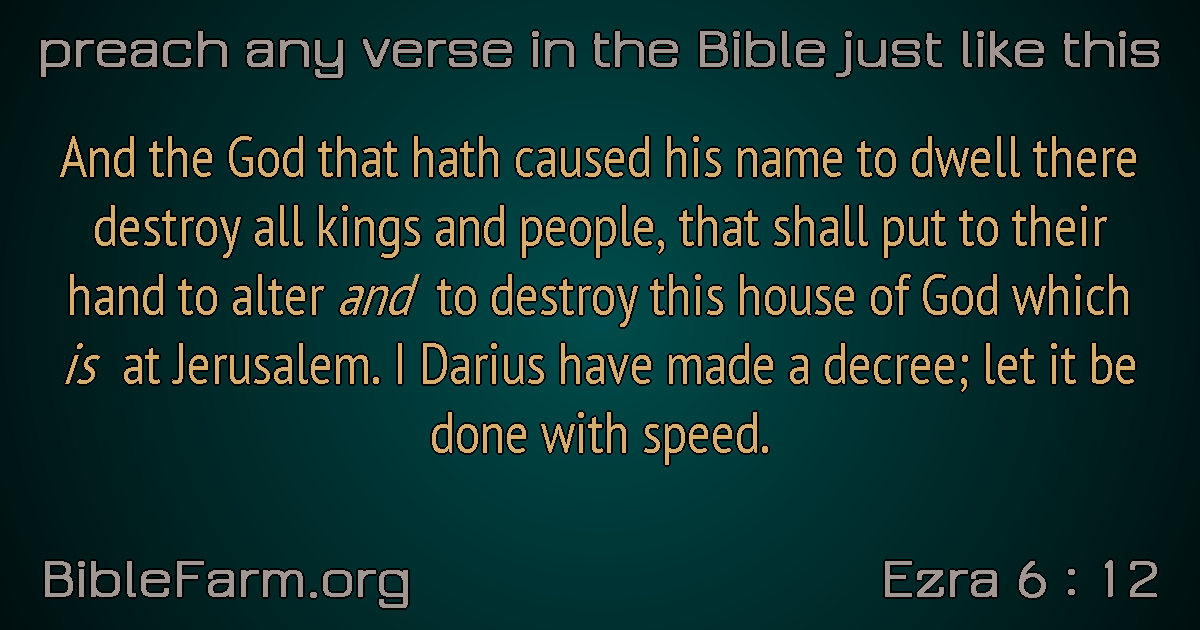 preach any verse in the Bible just like this
And the God that hath caused his name to dwell there
destroy all kings and people, that shall put to their
hand to alter and to destroy this house of God which
is at Jerusalem. I Darius have made a decree; let it be
done with speed.
BibleFarm.org
Ezra 6 : 12